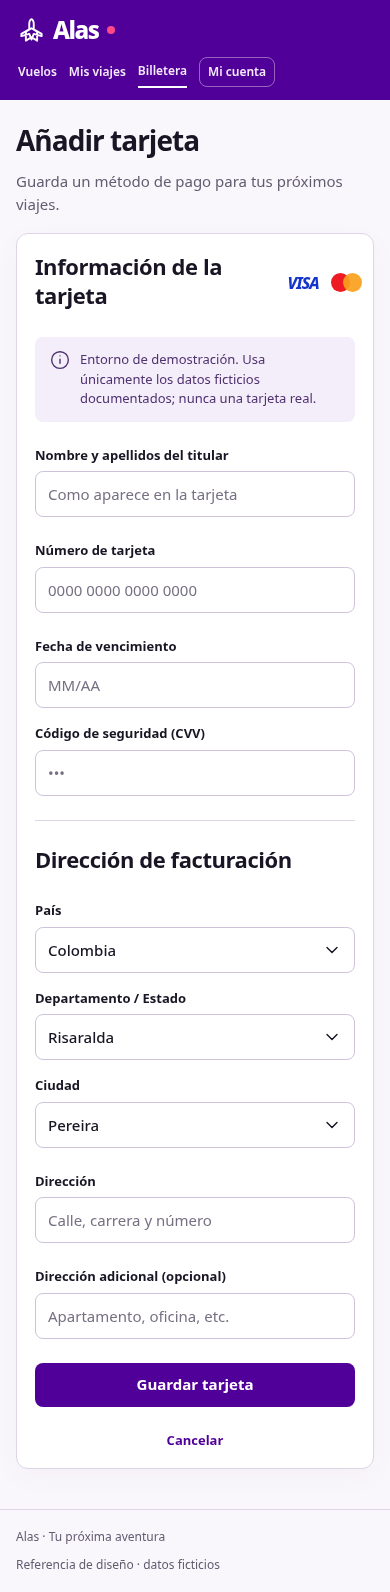 Alas
Vuelos Mis viajes Billetera Mi cuenta
Añadir tarjeta
Guarda un método de pago para tus próximos
viajes.
Información de la
tarjeta
VISA
Entorno de demostración. Usa
únicamente los datos ficticios
documentados; nunca una tarjeta real.
Nombre y apellidos del titular
Como aparece en la tarjeta
Número de tarjeta
0000 0000 0000 0000
Fecha de vencimiento
MM/AA
Código de seguridad (CVV)
•••
Dirección de facturación
País
Colombia
Departamento / Estado
Risaralda
Ciudad
Pereira
Dirección
Calle, carrera y número
Dirección adicional (opcional)
Apartamento, oficina, etc.
Guardar tarjeta
Cancelar
Alas · Tu próxima aventura
Referencia de diseño · datos ficticios